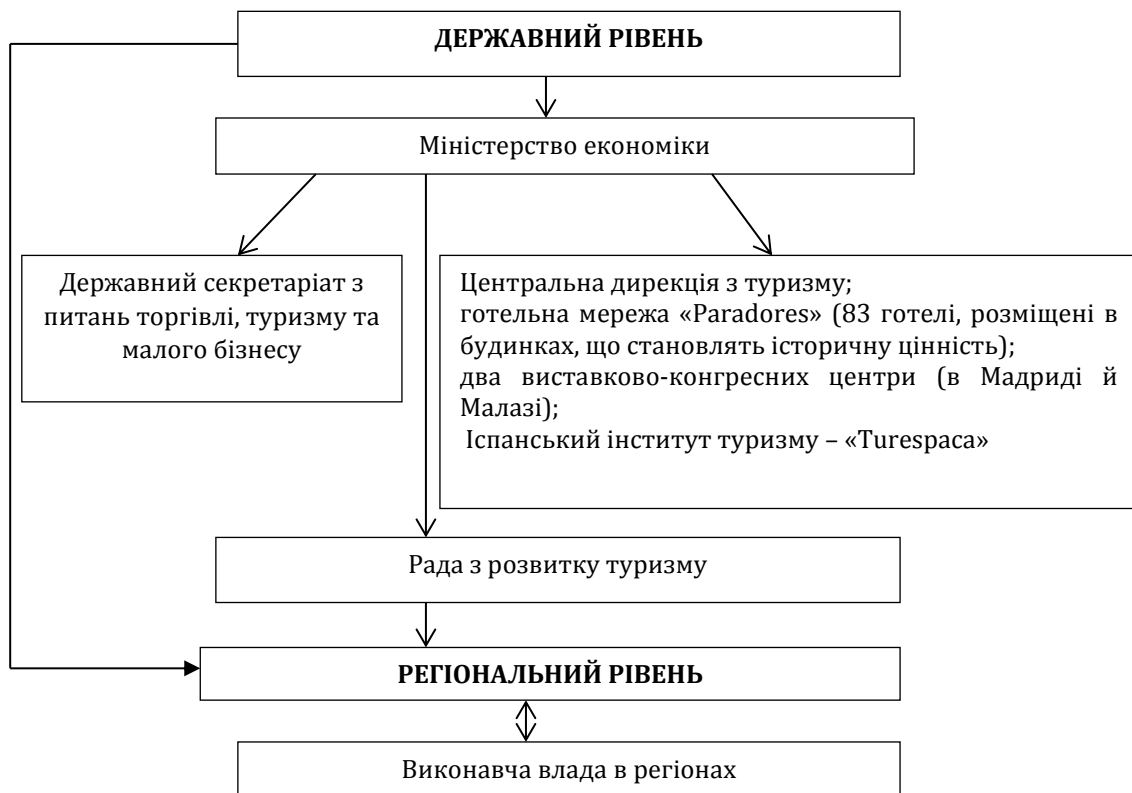 ДЕРЖАВНИЙ РІВЕНЬ
Міністерство економіки
Державний секретаріат з
питань торгівлі, туризму та
малого бізнесу
Центральна дирекція з туризму;
готельна мережа «Paradores» (83 готелі, розміщені в
будинках, що становлять історичну цінність);
два виставково-конгресних центри (в Мадриді й
Малазі);
Іспанський інститут туризму – «Turespaca»
Рада з розвитку туризму
РЕГІОНАЛЬНИЙ РІВЕНЬ
Виконавча влада в регіонах